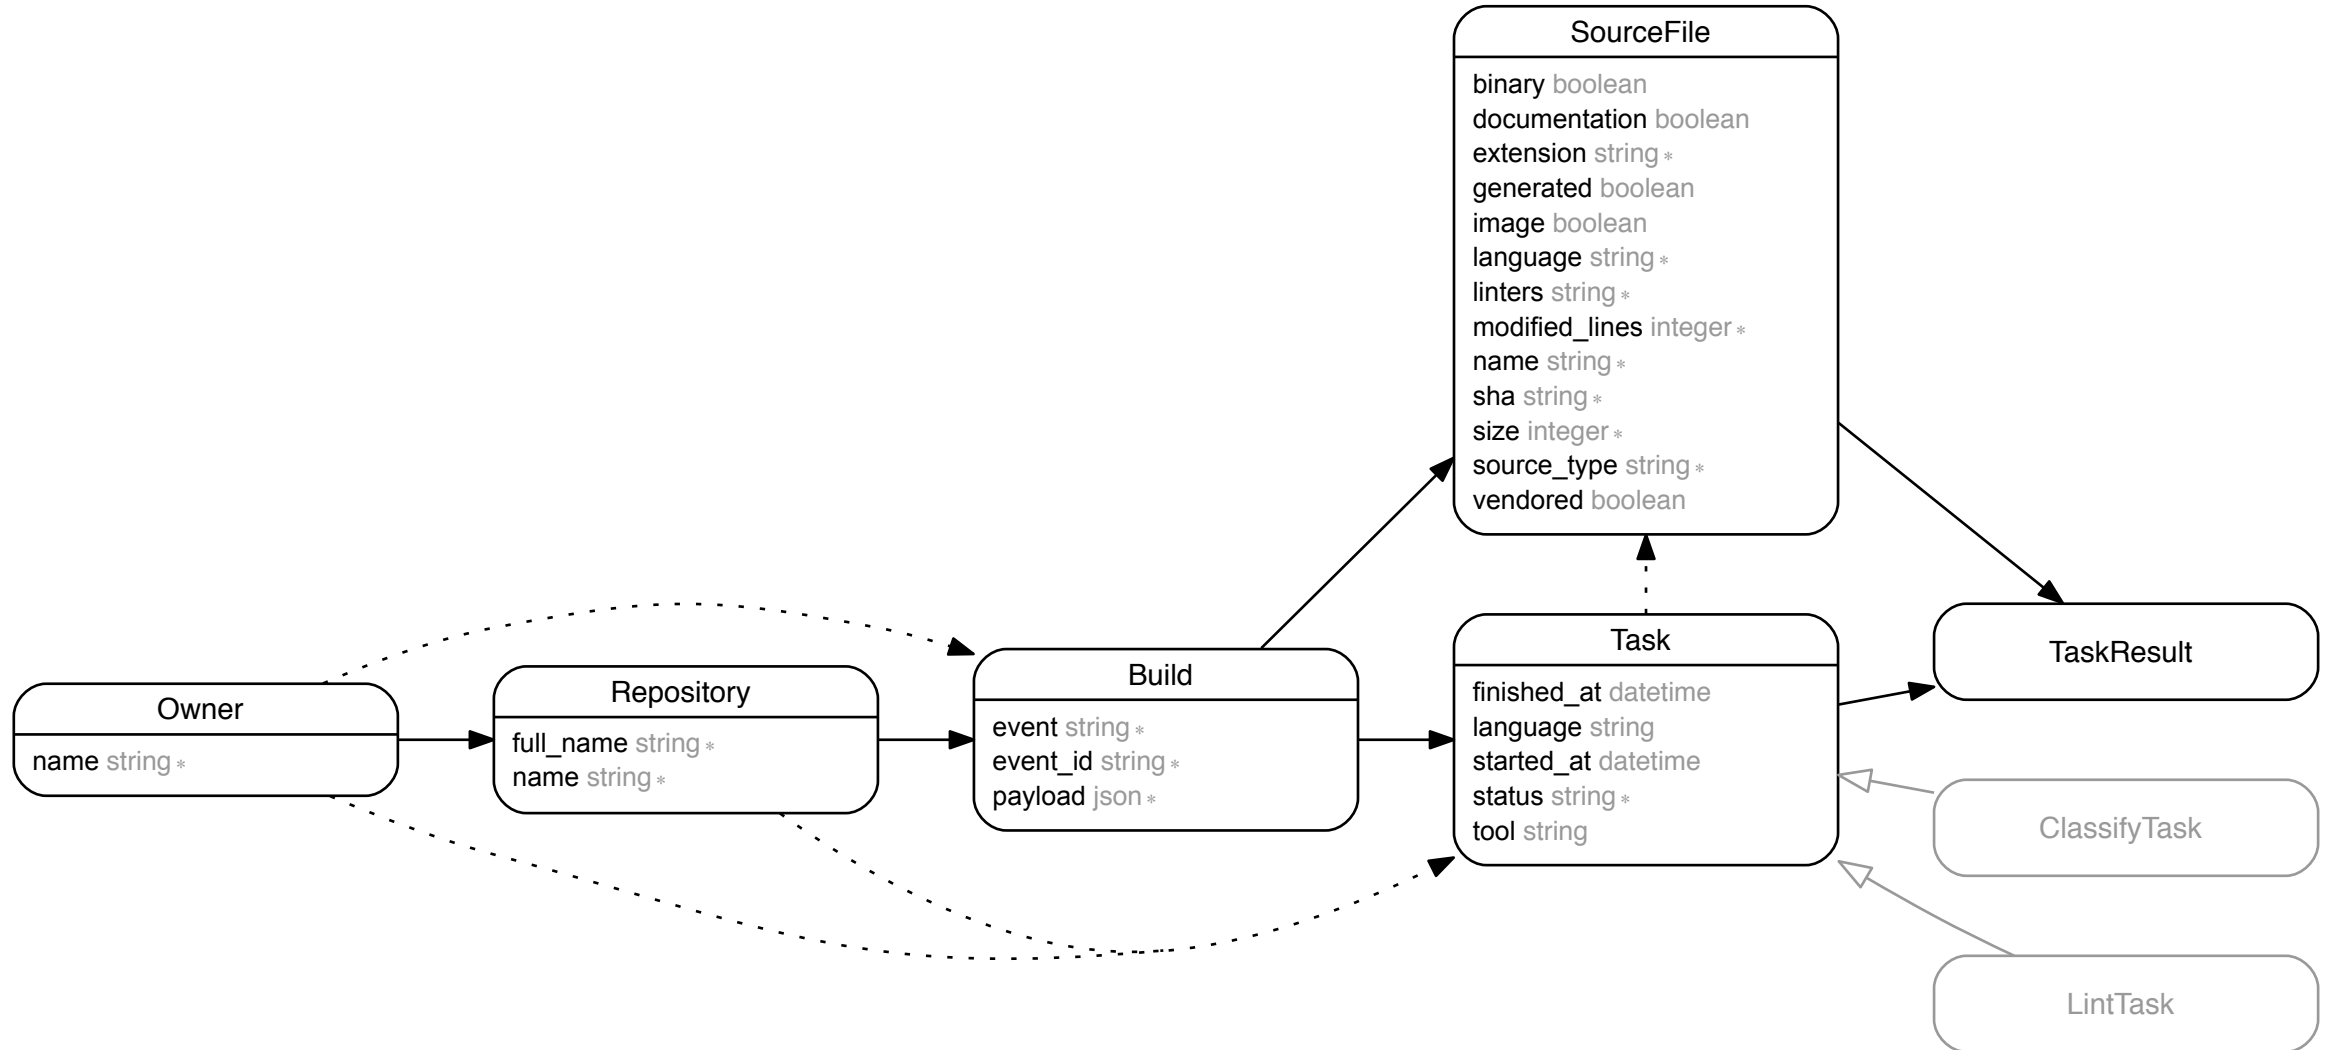 SourceFile
binary boolean
documentation boolean
extension string *
generated boolean
image boolean
language string *
linters string *
modified_lines integer *
name string *
sha string *
size integer *
source_type string *
vendored boolean
Owner
name string *
Repository
full_name string *
name string *
Build
event string *
event_id string *
payload json *
Task
finished_at datetime
language string
started_at datetime
status string *
tool string
TaskResult
ClassifyTask
LintTask